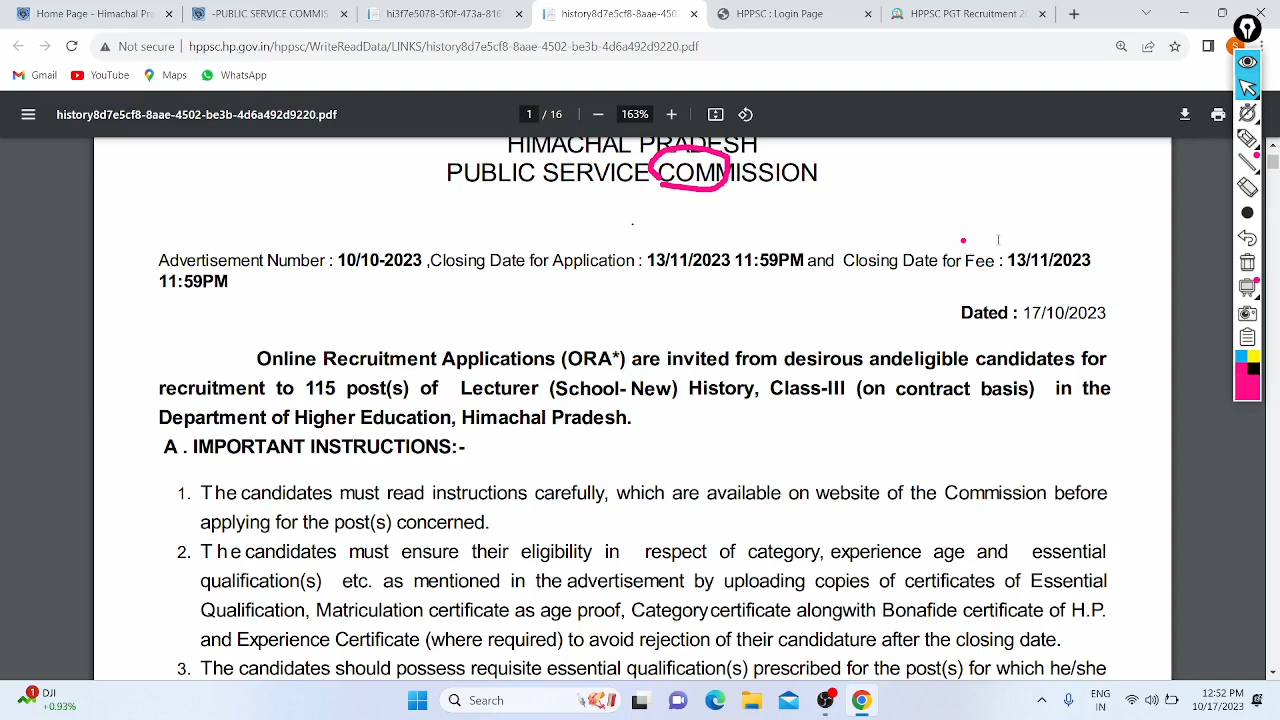 Home Page - Himachal Pr
-PUBLIC SERVICE COMMIS
history8d7e5cf8-8aae-4502
HPPSC : Login Page
HPPSC PGT Recruitment 20
Not secure
hppsc.hp.gov.in/hppsc/WriteReadData/LINKS/history8d7e5cf8-8aae-4502-be3b-4d6a492d9220.pdf
Gmail
YouTube
Maps
WhatsApp
history8d7e5cf8-8aae-4502-be3b-4d6a492d9220.pdf
1 / 16
163%
HIMACHAL PRADESH
PUBLIC SERVICE COMMISSION
Advertisement Number : 10/10-2023 ,Closing Date for Application : 13/11/2023 11:59PM and Closing Date for Fee : 13/11/2023
11:59PM
Dated : 17/10/2023
Online Recruitment Applications (ORA*) are invited from desirous andeligible candidates for
recruitment to 115 post(s) of Lecturer (School- New) History, Class-III (on contract basis) in the
Department of Higher Education, Himachal Pradesh.
A . IMPORTANT INSTRUCTIONS:-
1. The candidates must read instructions carefully, which are available on website of the Commission before
applying for the post(s) concerned.
2. The candidates must ensure their eligibility in respect of category, experience age and essential
qualification(s) etc. as mentioned in the advertisement by uploading copies of certificates of Essential
Qualification, Matriculation certificate as age proof, Category certificate alongwith Bonafide certificate of H.P.
and Experience Certificate (where required) to avoid rejection of their candidature after the closing date.
3. The candidates should possess requisite essential qualification(s) prescribed for the post(s) for which he/she
1
DJI
+0.93%
Search
ENG
IN
12:52 PM
10/17/2023